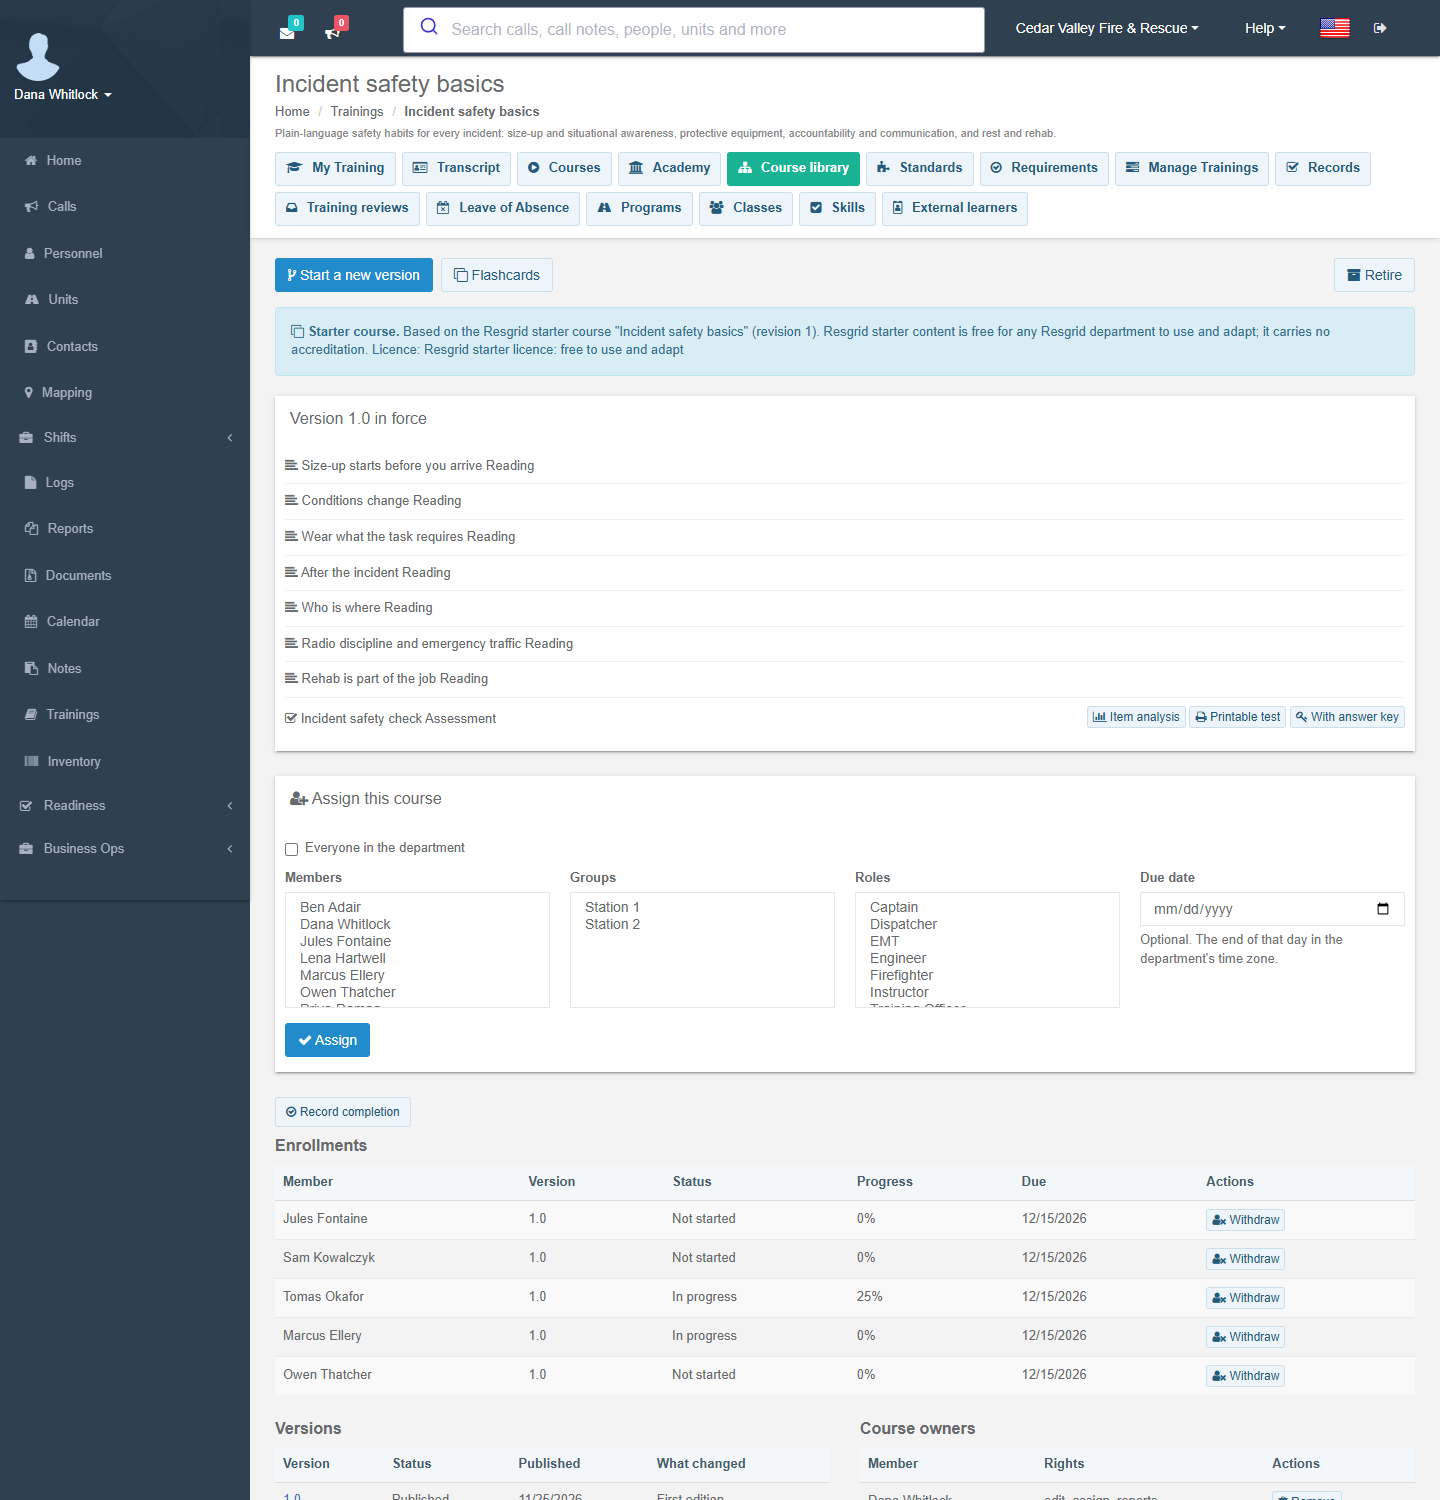 Dana Whitlock
0
0
Search calls, call notes, people, units and more
Cedar Valley Fire & Rescue
Help
Home
Calls
Personnel
Units
Contacts
Mapping
Shifts
Logs
Reports
Documents
Calendar
Notes
Trainings
Inventory
Readiness
Business Ops
Incident safety basics
Home / Trainings / Incident safety basics
Plain-language safety habits for every incident: size-up and situational awareness, protective equipment, accountability and communication, and rest and rehab.
My Training
Transcript
Courses
Academy
Course library
Standards
Requirements
Manage Trainings
Records
Training reviews
Leave of Absence
Programs
Classes
Skills
External learners
Start a new version
Flashcards
Retire
Starter course. Based on the Resgrid starter course "Incident safety basics" (revision 1). Resgrid starter content is free for any Resgrid department to use and adapt; it carries no
accreditation. Licence: Resgrid starter licence: free to use and adapt
Version 1.0 in force
Size-up starts before you arrive Reading
Conditions change Reading
Wear what the task requires Reading
After the incident Reading
Who is where Reading
Radio discipline and emergency traffic Reading
Rehab is part of the job Reading
Incident safety check Assessment
Item analysis
Printable test
With answer key
Assign this course
Everyone in the department
Members
Ben Adair
Dana Whitlock
Jules Fontaine
Lena Hartwell
Marcus Ellery
Owen Thatcher
Groups
Station 1
Station 2
Roles
Captain
Dispatcher
EMT
Engineer
Firefighter
Instructor
Training Officer
Due date
mm/dd/yyyy
Optional. The end of that day in the
department's time zone.
Assign
Record completion
Enrollments
Member Version Status Progress Due Actions
Jules Fontaine 1.0 Not started 0% 12/15/2026 Withdraw
Sam Kowalczyk 1.0 Not started 0% 12/15/2026 Withdraw
Tomas Okafor 1.0 In progress 25% 12/15/2026 Withdraw
Marcus Ellery 1.0 In progress 0% 12/15/2026 Withdraw
Owen Thatcher 1.0 Not started 0% 12/15/2026 Withdraw
Versions
Version Status Published What changed
1.0 Published 11/25/2026 First edition
Course owners
Member Rights Actions
Dana Whitlock edit, assign, reports Remove